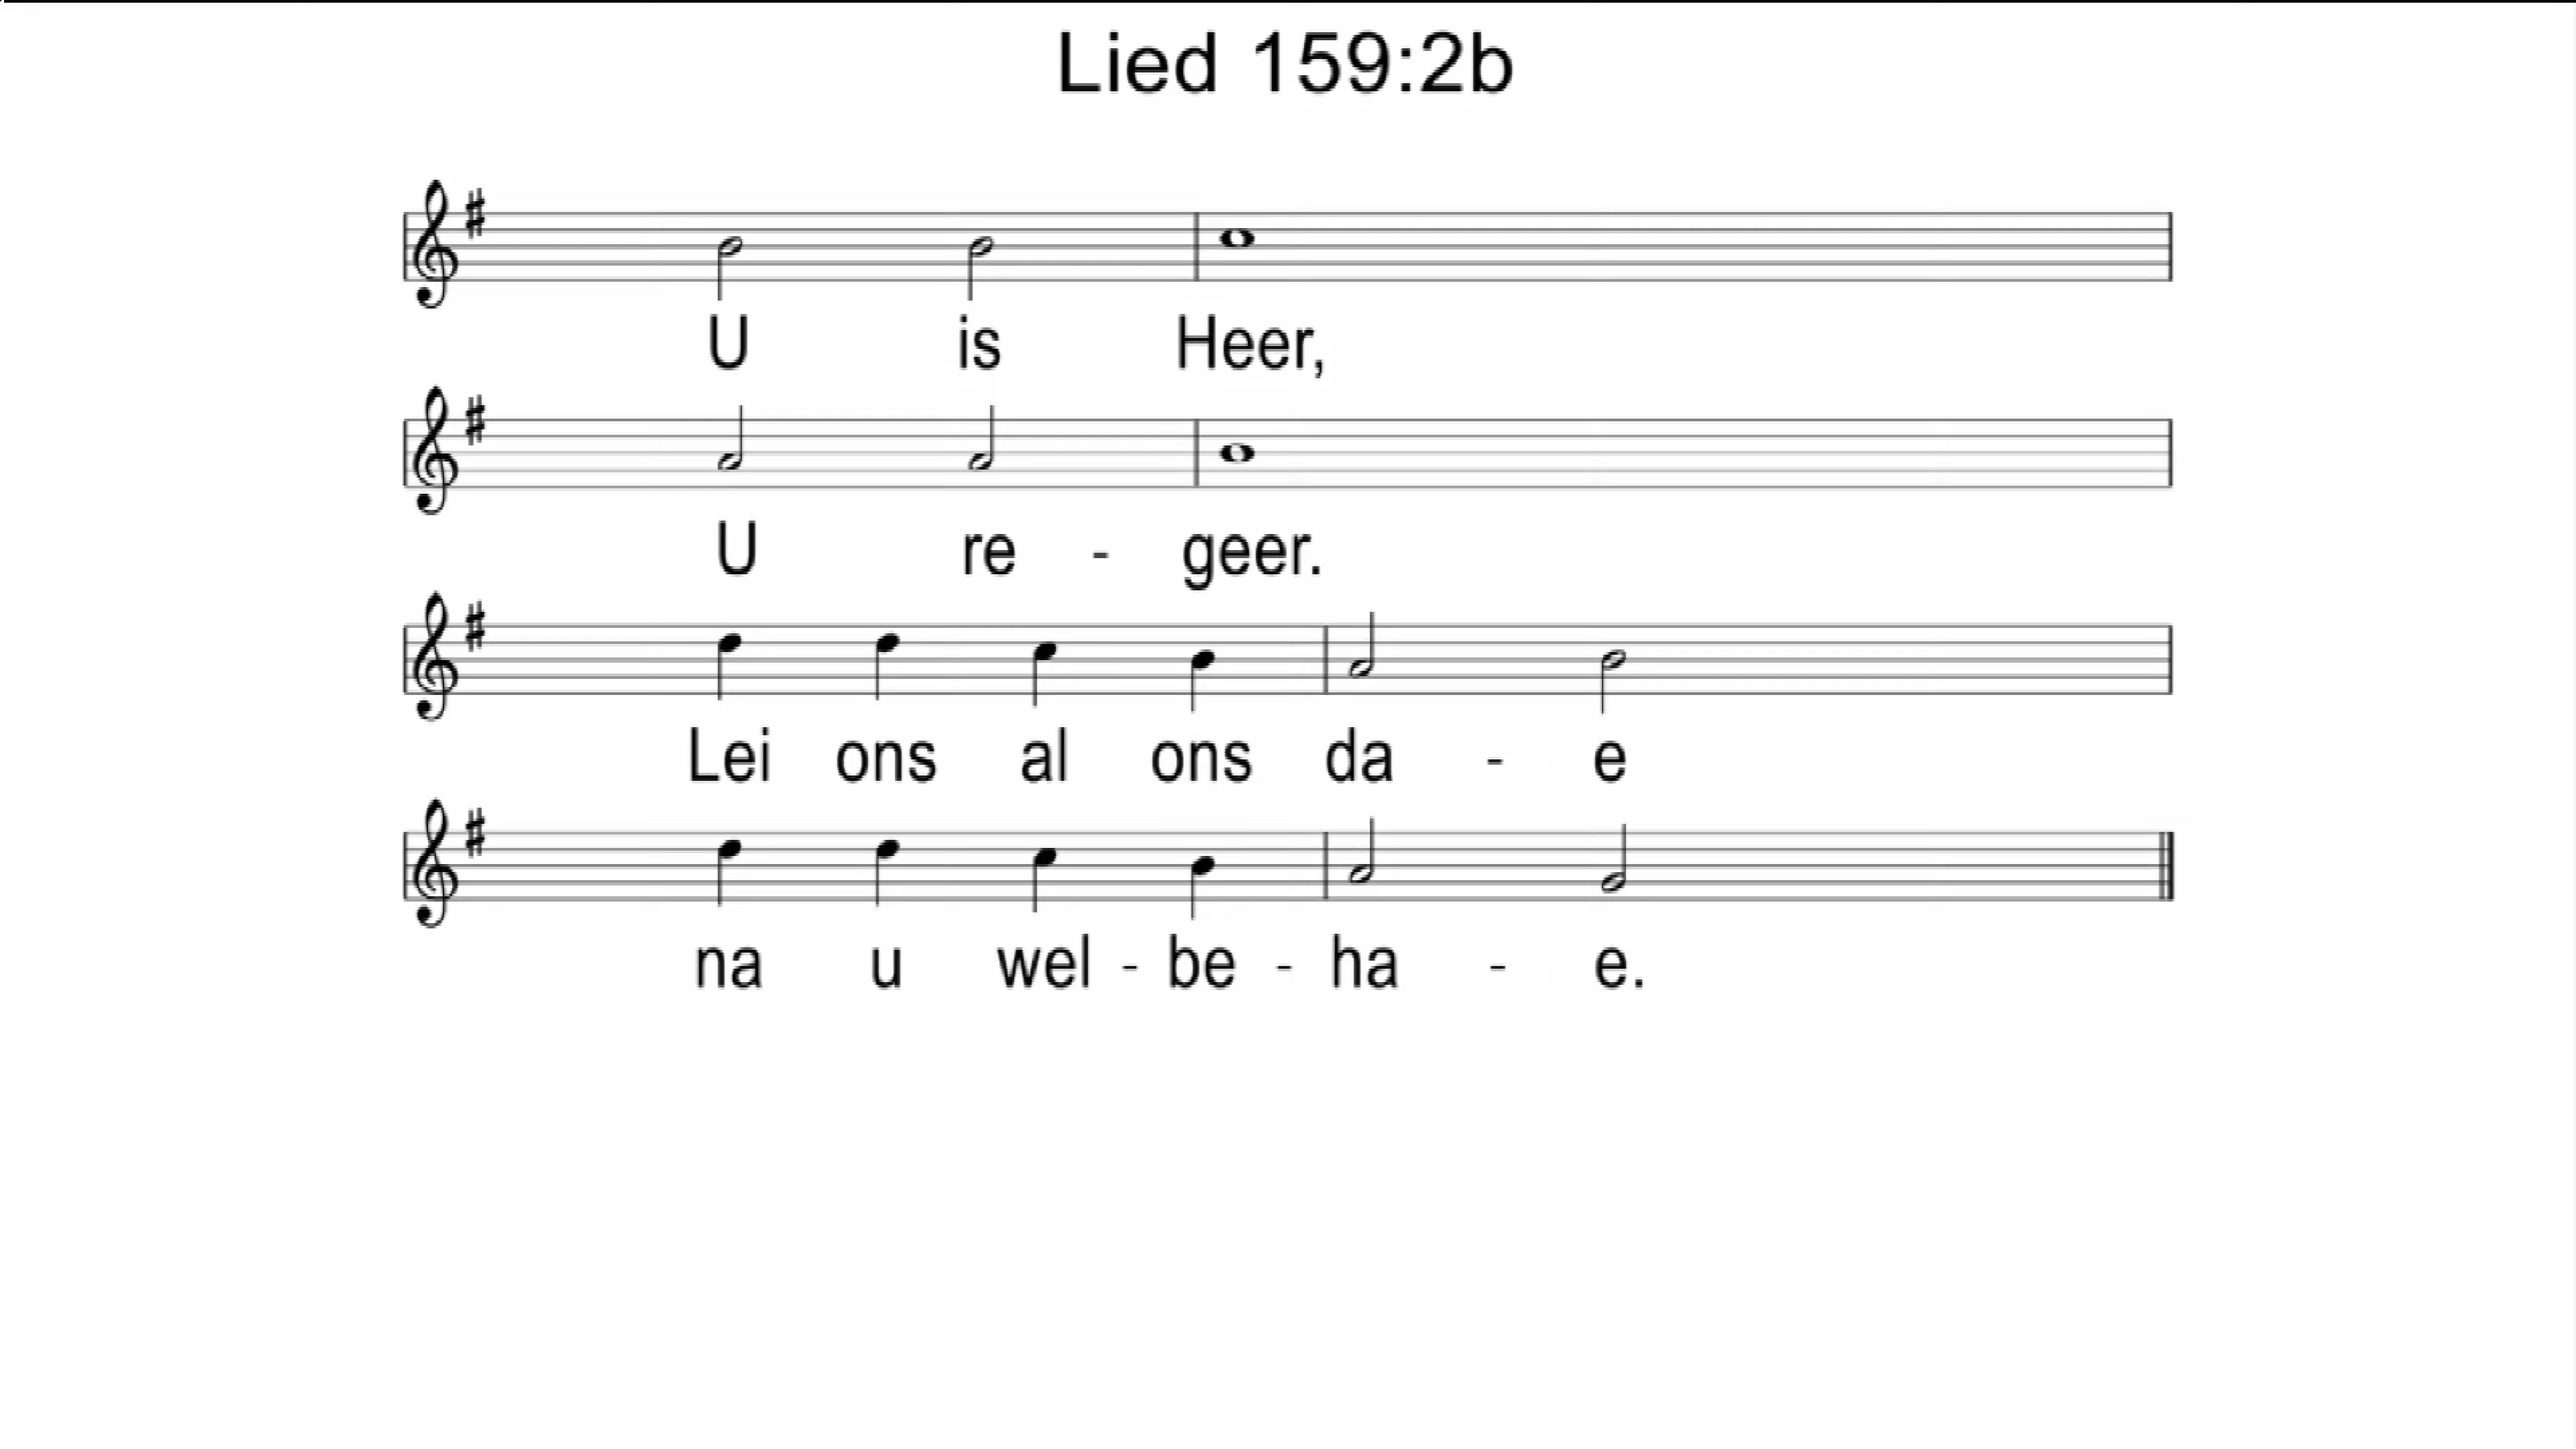 Lied 159:2b
U is Heer,
U re - geer.
Lei ons al ons da - e
na u wel - be - ha - e.